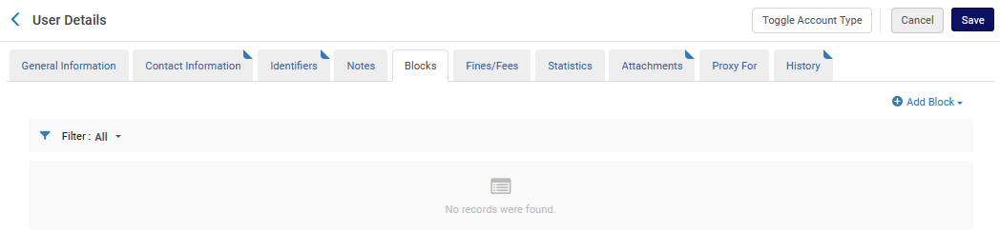 User Details
Toggle Account Type
Cancel
Save
General Information
Contact Information
Identifiers
Notes
Blocks
Fines/Fees
Statistics
Attachments
Proxy For
History
Add Block
Filter : All
No records were found.